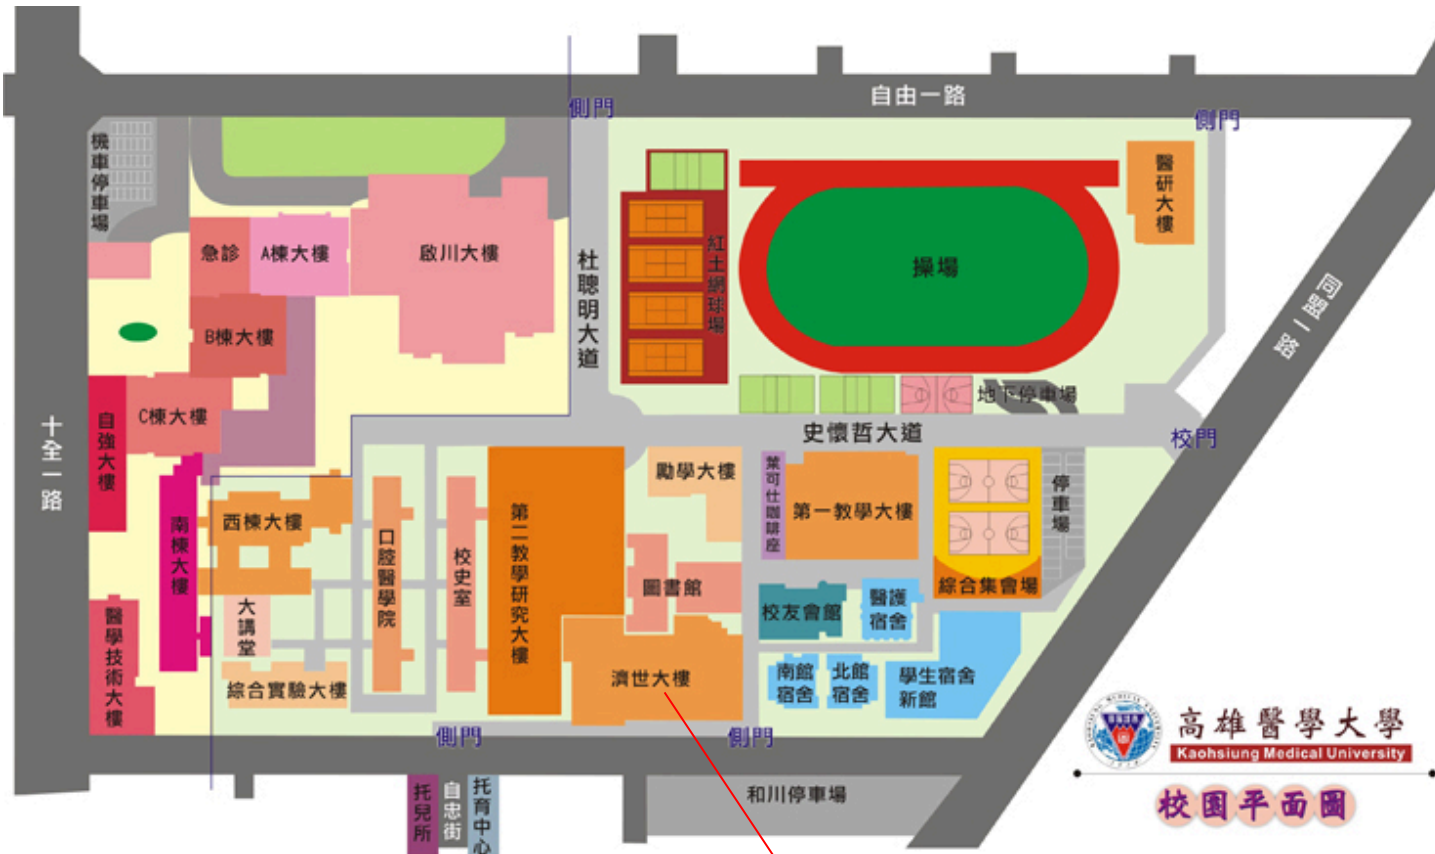 自由一路
側門
側門
機車停車場
醫研大樓
急診
A棟大樓
啟川大樓
杜聰明大道
紅土網球場
操場
同盟一路
B棟大樓
自強大樓
C棟大樓
地下停車場
十全一路
史懷哲大道
校門
南棟大樓
西棟大樓
口腔醫學院
校史室
第二教學研究大樓
勵學大樓
葉可仕咖啡座
第一教學大樓
停車場
圖書館
綜合集會場
校友會館
醫護
宿舍
醫學技術大樓
大講堂
綜合實驗大樓
濟世大樓
南館
宿舍
北館
宿舍
學生宿舍
新館
側門
側門
托兒所
自忠街
托育中心
和川停車場
高雄醫學大學
Kaohsiung Medical University
校園平面圖